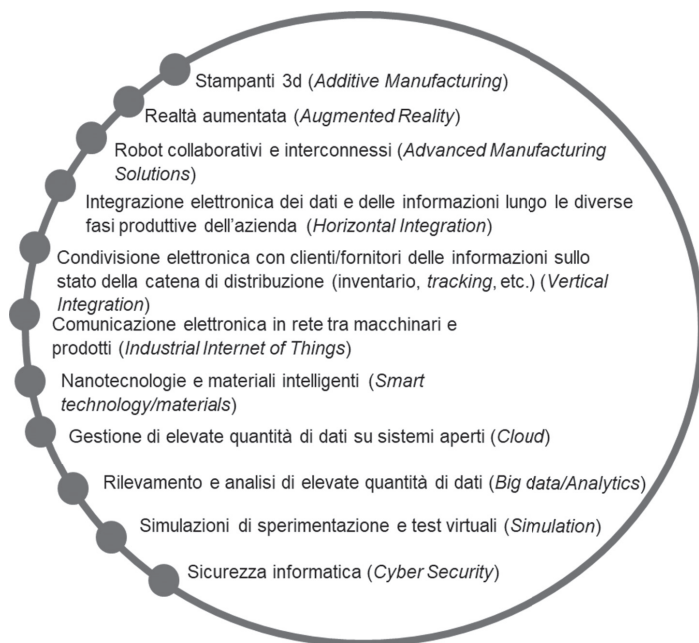 Stampanti 3d (Additive Manufacturing)
Realtà aumentata (Augmented Reality)
Robot collaborativi e interconnessi (Advanced Manufacturing
Solutions)
Integrazione elettronica dei dati e delle informazioni lungo le diverse
fasi produttive dell'azienda (Horizontal Integration)
Condivisione elettronica con clienti/fornitori delle informazioni sullo
stato della catena di distribuzione (inventario, tracking, etc.) (Vertical
Integration)
Comunicazione elettronica in rete tra macchinari e
prodotti (Industrial Internet of Things)
Nanotecnologie e materiali intelligenti (Smart
technology/materials)
Gestione di elevate quantità di dati su sistemi aperti (Cloud)
Rilevamento e analisi di elevate quantità di dati (Big data/Analytics)
Simulazioni di sperimentazione e test virtuali (Simulation)
Sicurezza informatica (Cyber Security)